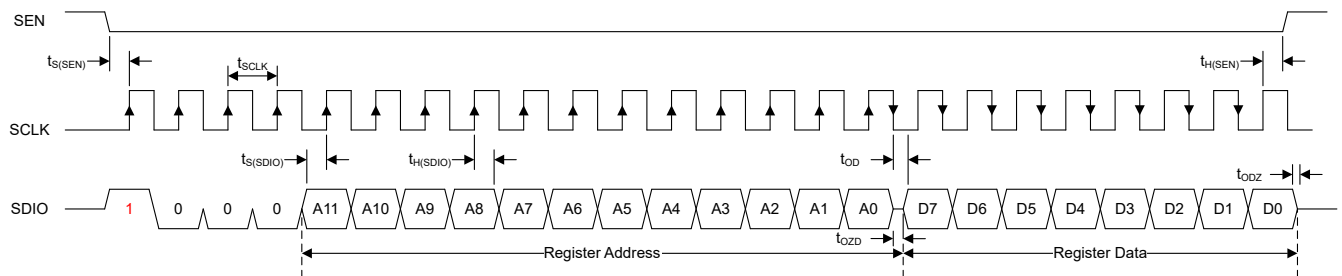 SEN
tS(SEN) tSCLK tH(SEN)
SCLK
tS(SDIO) tH(SDIO) tOD tODZ
SDIO 1 0 0 0 A11 A10 A9 A8 A7 A6 A5 A4 A3 A2 A1 A0 D7 D6 D5 D4 D3 D2 D1 D0
tOZD
Register Address Register Data